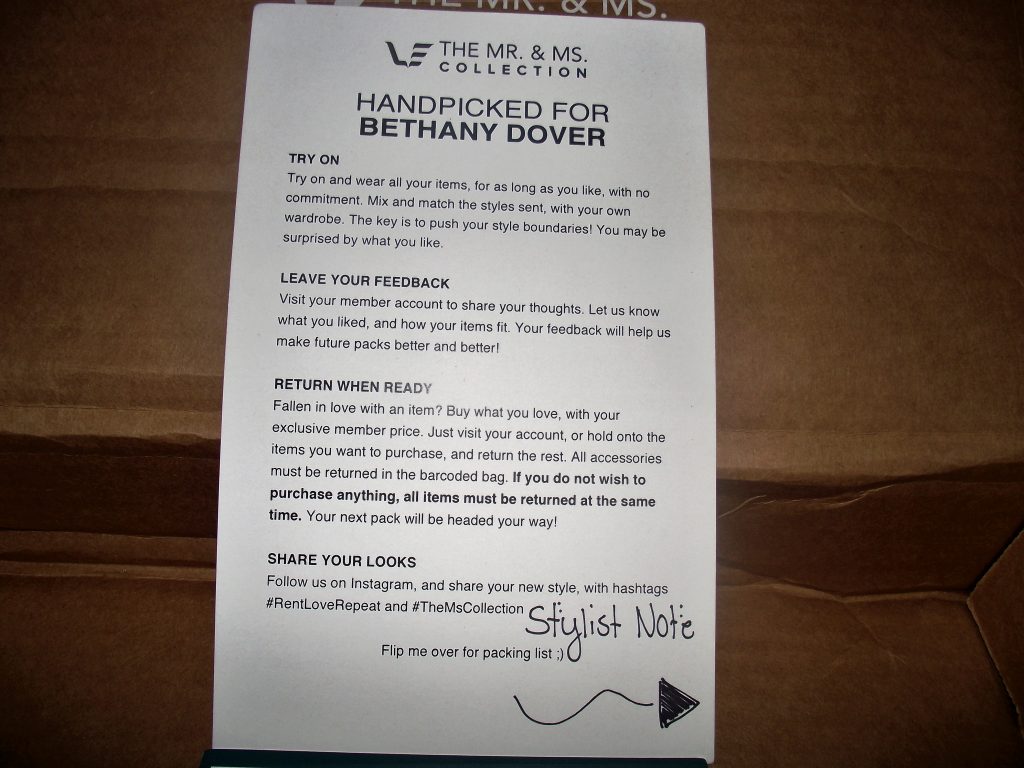 THE MR. & MS.
THE MR. & MS.
COLLECTION
HANDPICKED FOR
BETHANY DOVER
TRY ON
Try on and wear all your items, for as long as you like, with no
commitment. Mix and match the styles sent, with your own
wardrobe. The key is to push your style boundaries! You may be
surprised by what you like.
LEAVE YOUR FEEDBACK
Visit your member account to share your thoughts. Let us know
what you liked, and how your items fit. Your feedback will help us
make future packs better and better!
RETURN WHEN READY
Fallen in love with an item? Buy what you love, with your
exclusive member price. Just visit your account, or hold onto the
items you want to purchase, and return the rest. All accessories
must be returned in the barcoded bag. If you do not wish to
purchase anything, all items must be returned at the same
time. Your next pack will be headed your way!
SHARE YOUR LOOKS
Follow us on Instagram, and share your new style, with hashtags
#RentLoveRepeat and #TheMsCollection
Stylist Note
Flip me over for packing list ;)